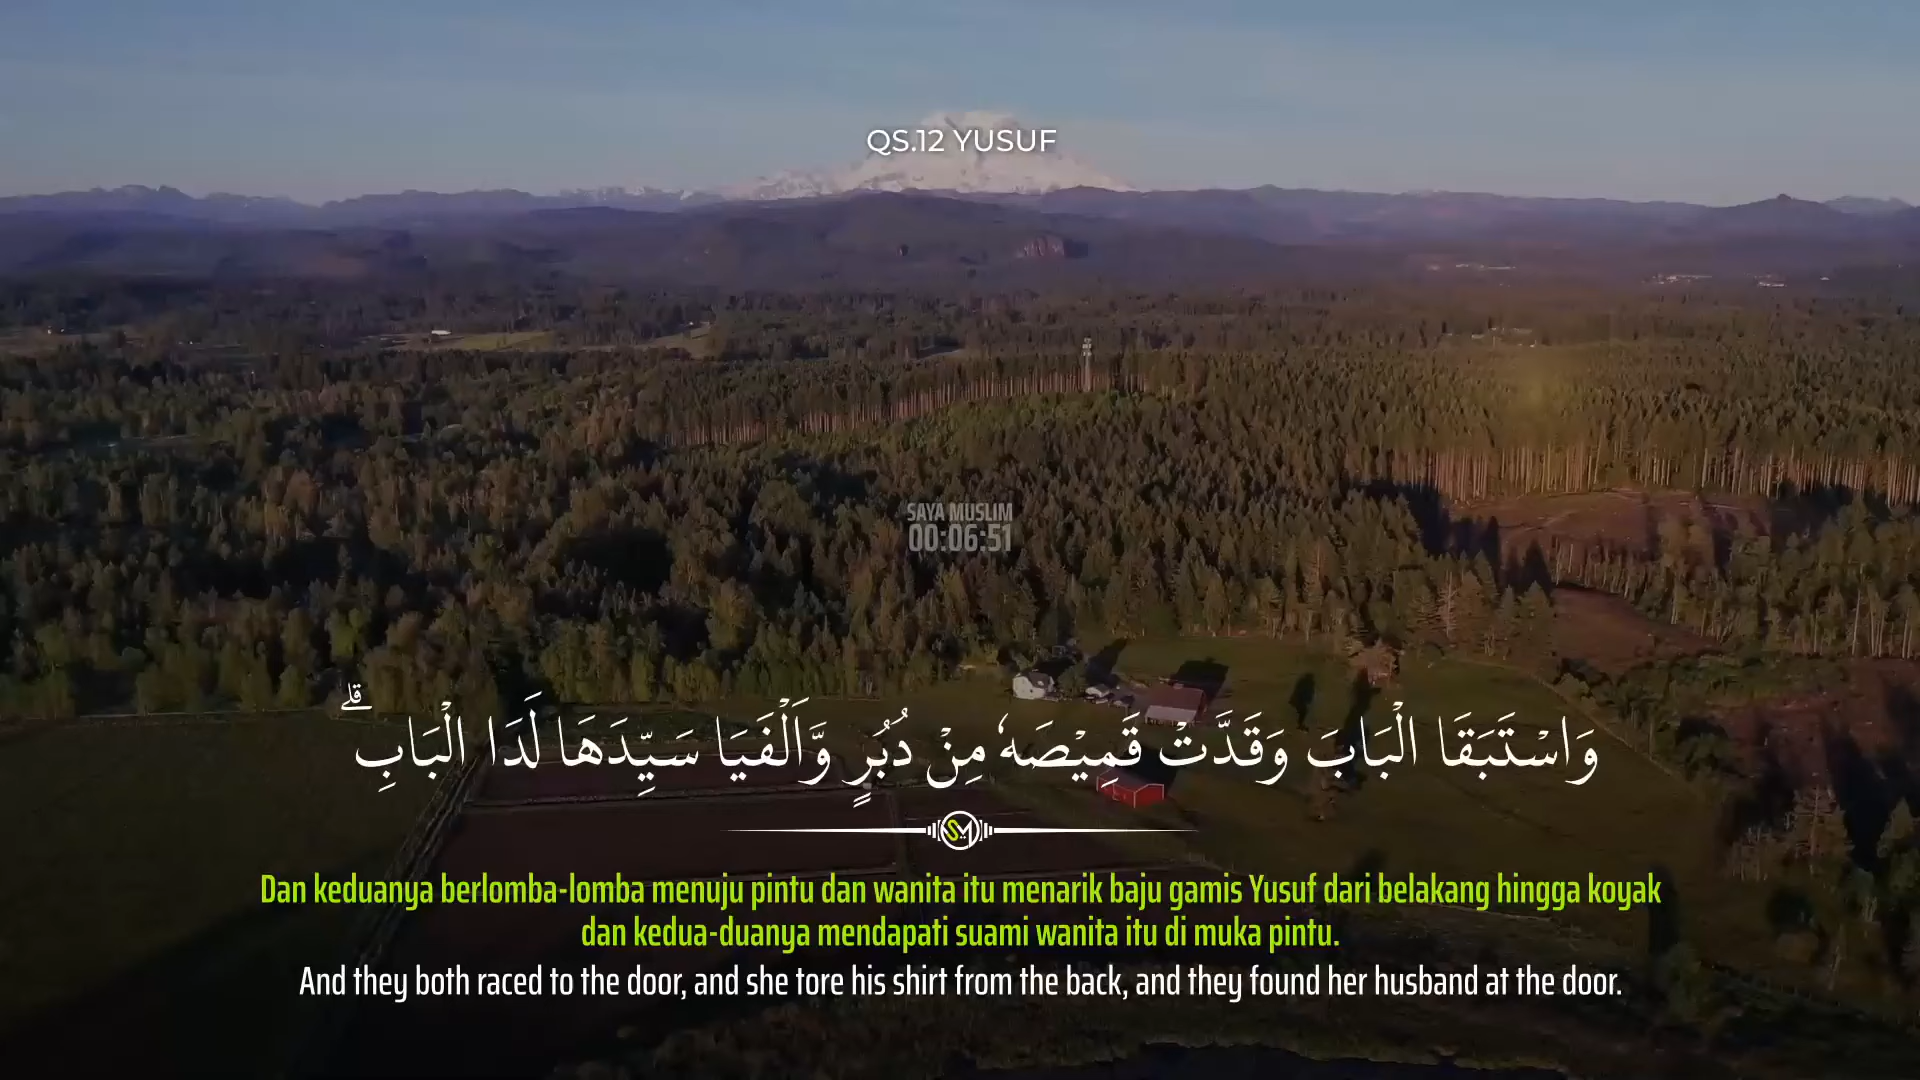 QS.12 YUSUF
SAYA MUSLIM
00:06:51
وَاسْتَبَقَا الْبَابَ وَقَدَّتْ قَمِيْصَهٗ مِنْ دُبُرٍ وَّاَلْفَيَا سَيِّدَهَا لَدَا الْبَابِۗ
Dan keduanya berlomba-lomba menuju pintu dan wanita itu menarik baju gamis Yusuf dari belakang hingga koyak
dan kedua-duanya mendapati suami wanita itu di muka pintu.
And they both raced to the door, and she tore his shirt from the back, and they found her husband at the door.